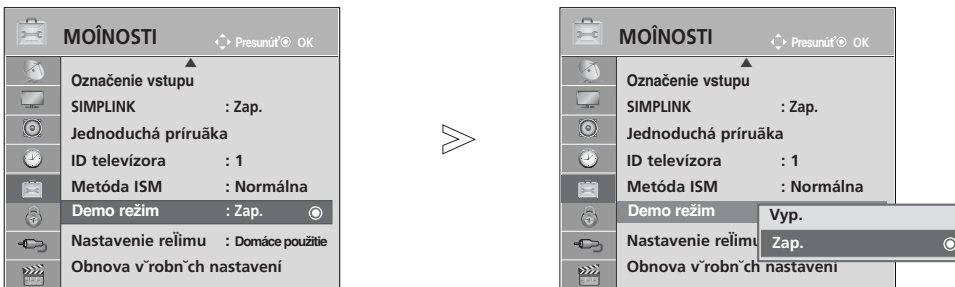 MOÎNOSTI Presunúť OK
Označenie vstupu
SIMPLINK : Zap.
Jednoduchá príruãka
ID televízora : 1
Metóda ISM : Normálna
Demo režim : Zap.
Nastavenie reÏimu : Domáce použitie
Obnova v˘robn˘ch nastavení
>
MOÎNOSTI Presunúť OK
Označenie vstupu
SIMPLINK : Zap.
Jednoduchá príruãka
ID televízora : 1
Metóda ISM : Normálna
Demo režim
Vyp.
Nastavenie reÏimu
Zap.
Obnova v˘robn˘ch nastavení